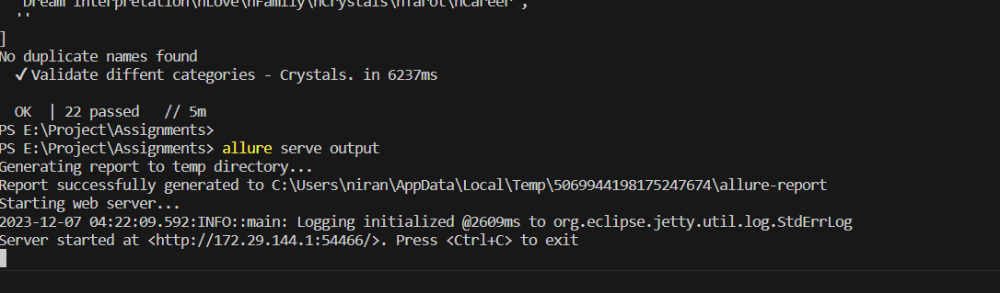 Dream Interpretation\nLove\nFamily\nCrystals\nTarot\nCareer',
''
]
No duplicate names found
✔ Validate diffent categories - Crystals. in 6237ms
OK | 22 passed // 5m
PS E:\Project\Assignments>
PS E:\Project\Assignments> allure serve output
Generating report to temp directory...
Report successfully generated to C:\Users\niran\AppData\Local\Temp\5069944198175247674\allure-report
Starting web server...
2023-12-07 04:22:09.592:INFO::main: Logging initialized @2609ms to org.eclipse.jetty.util.log.StdErrLog
Server started at <http://172.29.144.1:54466/>. Press <Ctrl+C> to exit